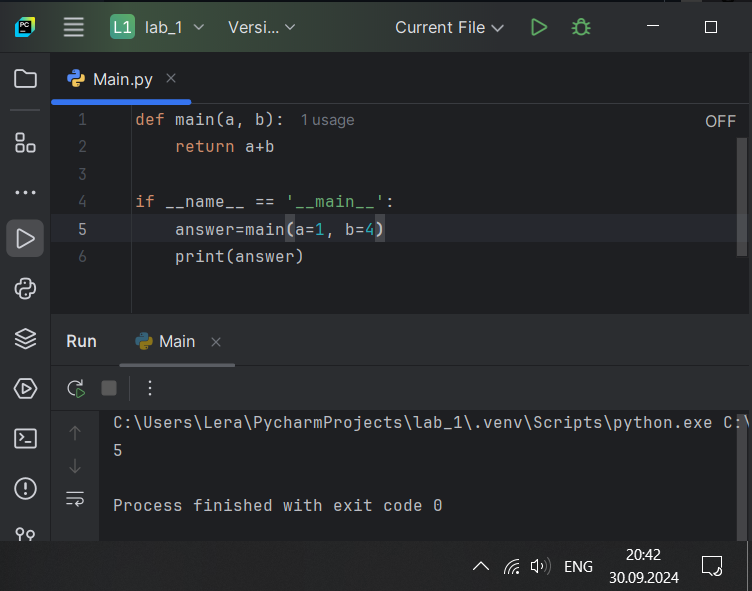 PC
L1 lab_1 Versi... Current File
Main.py
OFF
1 def main(a, b): 1 usage
2 return a+b
3
4 if __name__ == '__main__':
5 answer=main(a=1, b=4)
6 print(answer)
Run Main
C:\Users\Lera\PycharmProjects\lab_1\.venv\Scripts\python.exe C:\
5
Process finished with exit code 0
ENG
20:42
30.09.2024